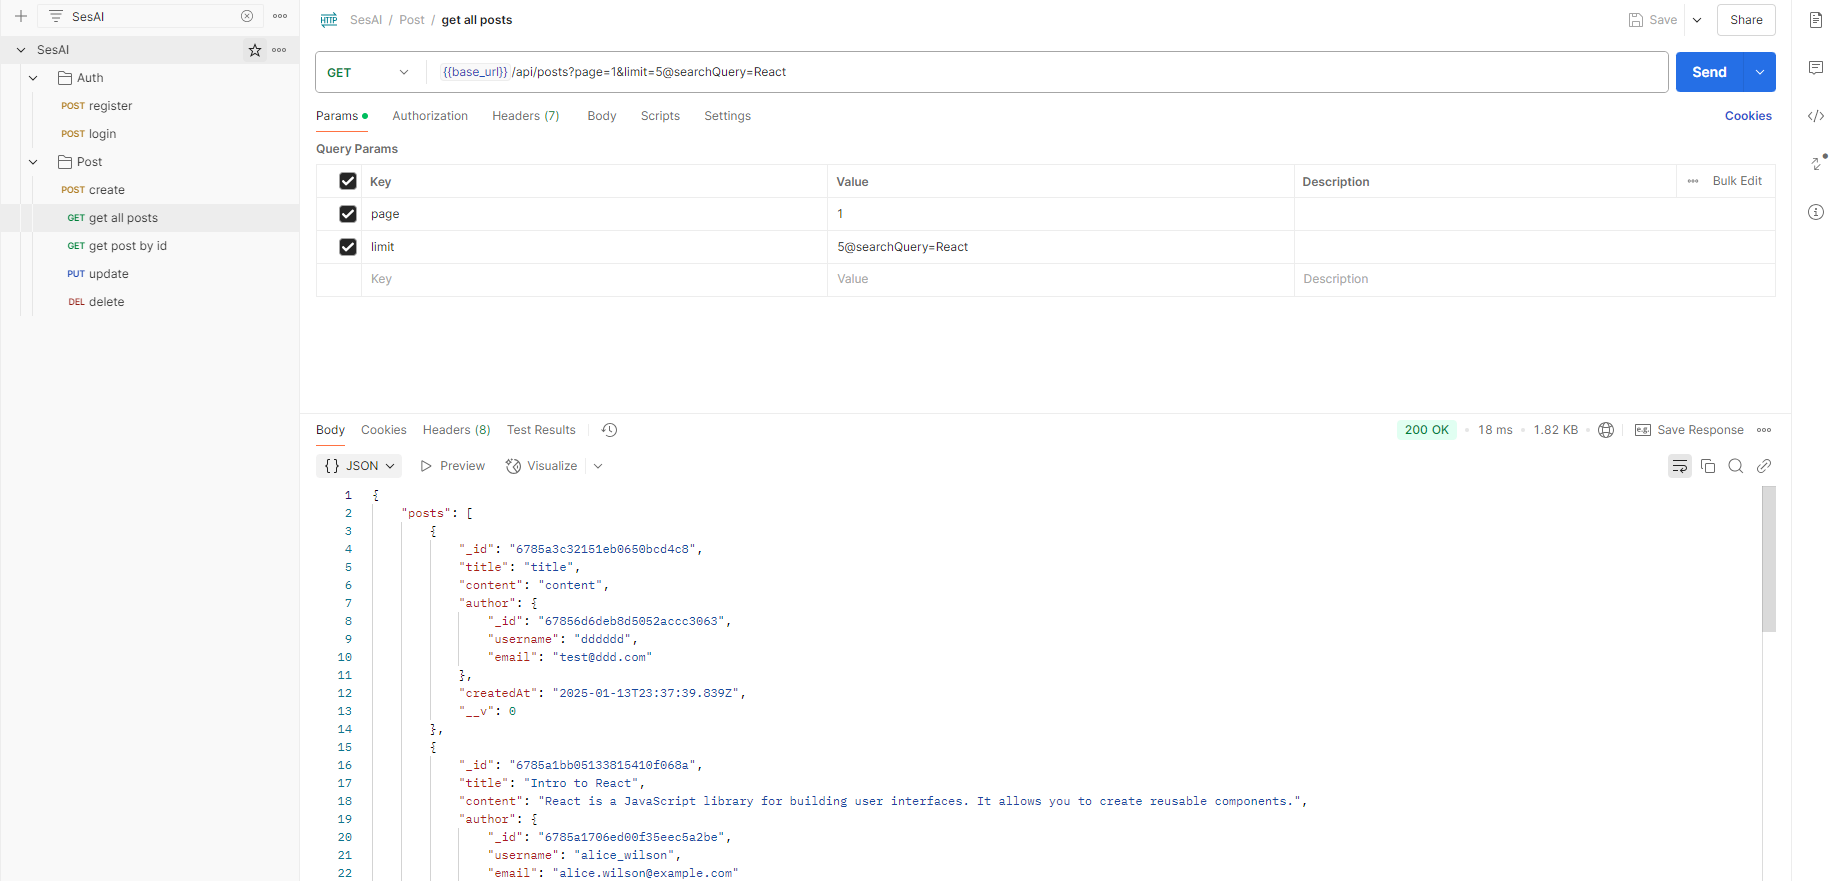 SesAI
SesAI
Auth
POST register
POST login
Post
POST create
GET get all posts
GET get post by id
PUT update
DEL delete
HTTP SesAI / Post / get all posts
Save
Share
GET {{base_url}}/api/posts?page=1&limit=5@searchQuery=React
Send
Params Authorization Headers (7) Body Scripts Settings
Cookies
Query Params
Key Value Description Bulk Edit
page 1
limit 5@searchQuery=React
Key Value Description
Body Cookies Headers (8) Test Results
200 OK 18 ms 1.82 KB e.g. Save Response
{} JSON Preview Visualize
1 {
2 "posts": [
3 {
4 "_id": "6785a3c32151eb0650bcd4c8",
5 "title": "title",
6 "content": "content",
7 "author": {
8 "_id": "67856d6deb8d5052accc3063",
9 "username": "dddddd",
10 "email": "test@ddd.com"
11 },
12 "createdAt": "2025-01-13T23:37:39.839Z",
13 "__v": 0
14 },
15 {
16 "_id": "6785a1bb05133815410f068a",
17 "title": "Intro to React",
18 "content": "React is a JavaScript library for building user interfaces. It allows you to create reusable components.",
19 "author": {
20 "_id": "6785a1706ed00f35eec5a2be",
21 "username": "alice_wilson",
22 "email": "alice.wilson@example.com"